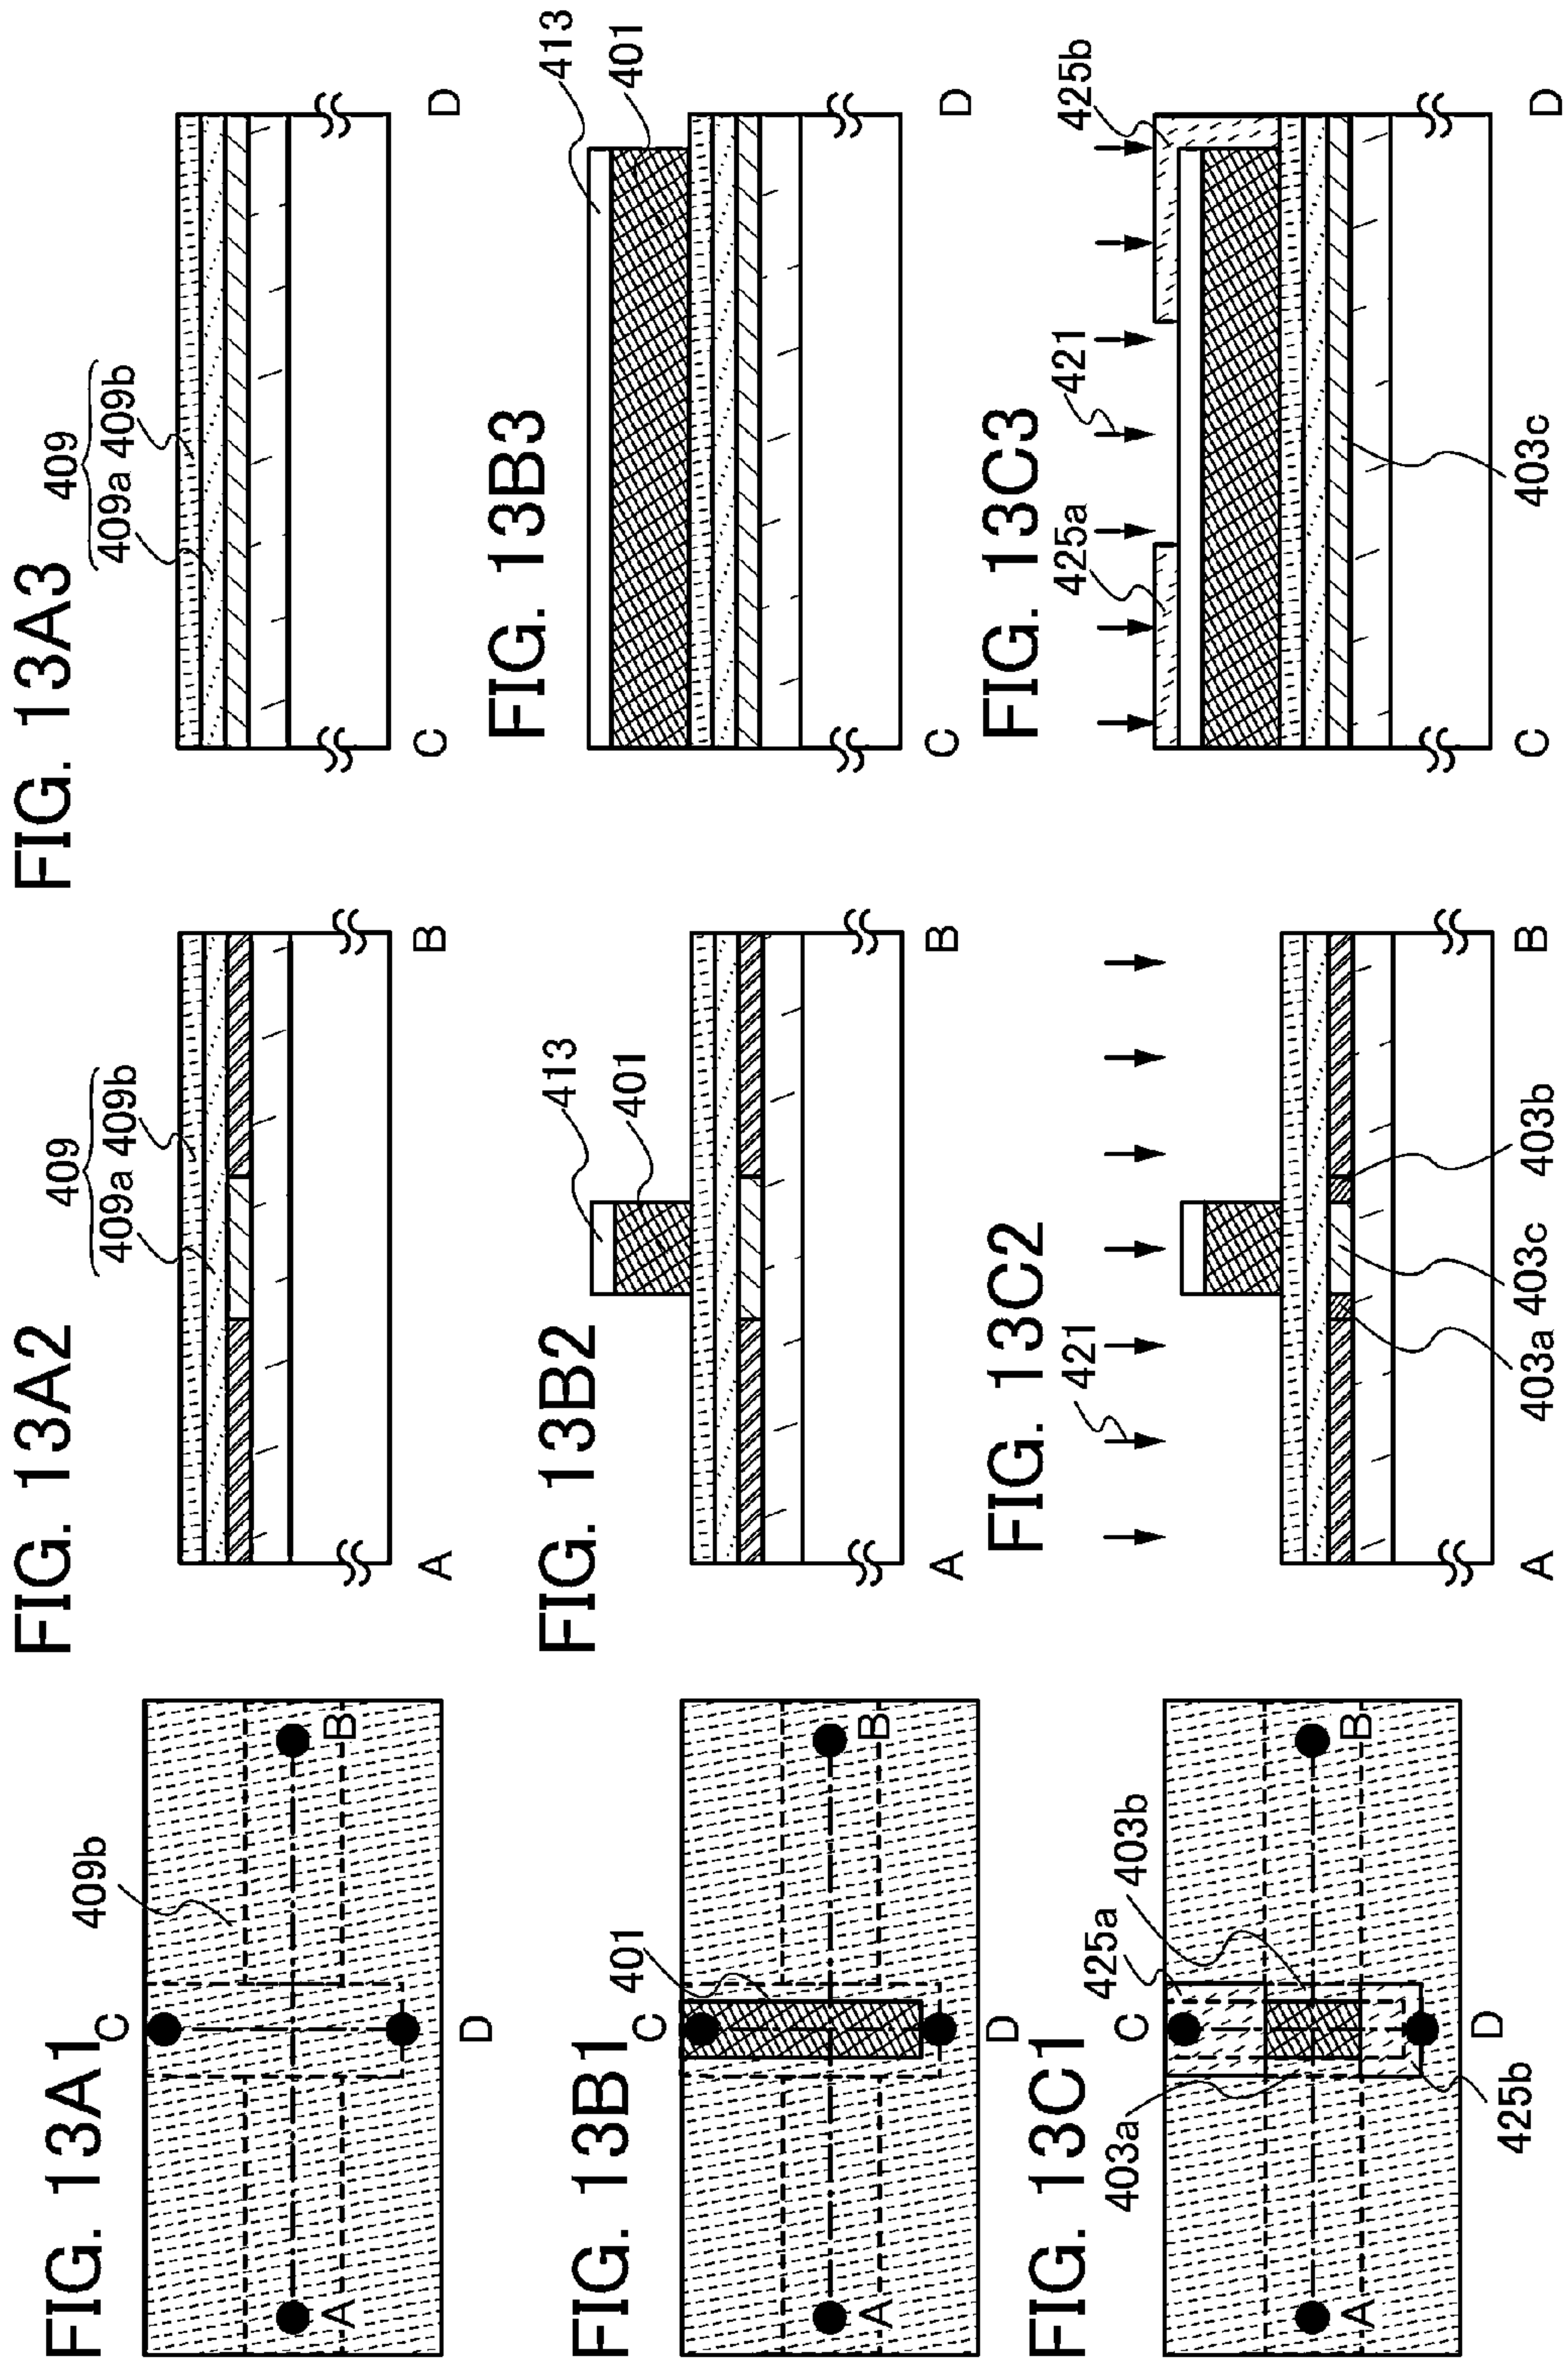 FIG. 13A1
409b
C
A
B
D
FIG. 13A2
409
409a 409b
A
B
FIG. 13A3
409
409a 409b
C
D
FIG. 13B1
401
C
A
B
D
FIG. 13B2
413
401
A
B
FIG. 13B3
413
401
C
D
FIG. 13C1
403a
C
425a
403b
A
B
D
425b
FIG. 13C2
421
A
B
403a
403c
403b
FIG. 13C3
425a
421
425b
C
D
403c